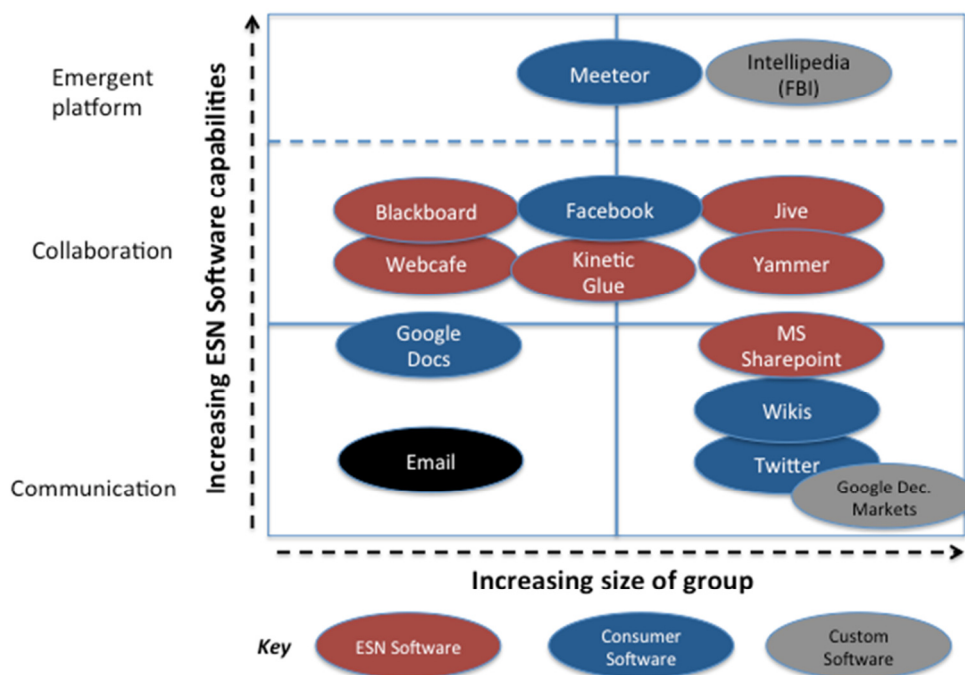 Emergent
platform
Increasing ESN Software capabilities
Meeteor
Intellipedia
(FBI)
Collaboration
Blackboard
Facebook
Jive
Webcafe
Kinetic
Glue
Yammer
Google
Docs
MS
Sharepoint
Wikis
Communication
Email
Twitter
Google Dec.
Markets
Increasing size of group
Key
ESN Software
Consumer
Software
Custom
Software